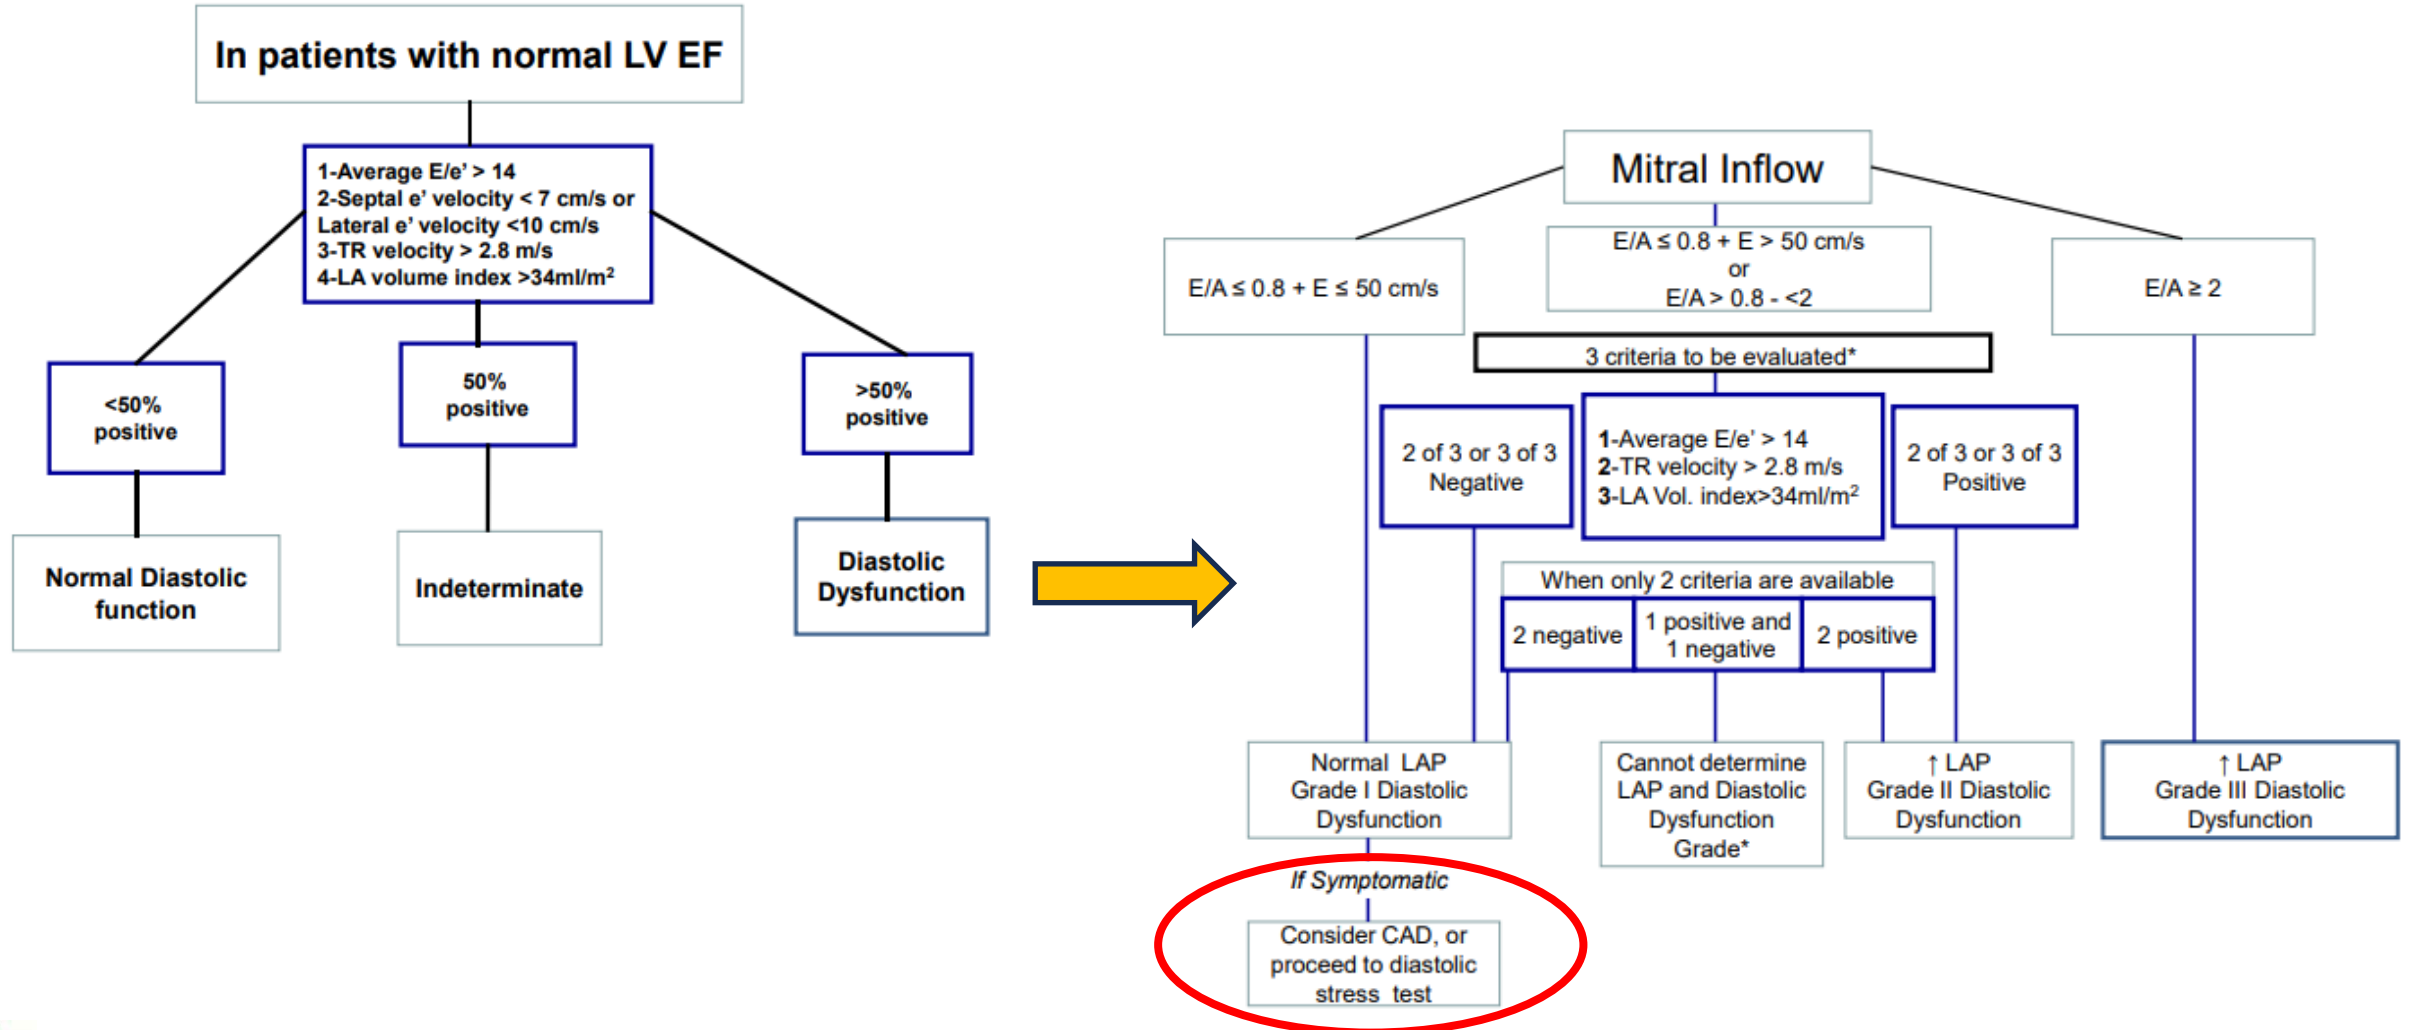 In patients with normal LV EF
1-Average E/e’ > 14
2-Septal e’ velocity < 7 cm/s or
Lateral e’ velocity <10 cm/s
3-TR velocity > 2.8 m/s
4-LA volume index >34ml/m²
<50%
positive
50%
positive
>50%
positive
Normal Diastolic
function
Indeterminate
Diastolic
Dysfunction
Mitral Inflow
E/A ≤ 0.8 + E ≤ 50 cm/s
E/A ≤ 0.8 + E > 50 cm/s
or
E/A > 0.8 - <2
E/A ≥ 2
3 criteria to be evaluated*
2 of 3 or 3 of 3
Negative
1-Average E/e’ > 14
2-TR velocity > 2.8 m/s
3-LA Vol. index>34ml/m²
2 of 3 or 3 of 3
Positive
When only 2 criteria are available
2 negative
1 positive and
1 negative
2 positive
Normal LAP
Grade I Diastolic
Dysfunction
Cannot determine
LAP and Diastolic
Dysfunction
Grade*
↑ LAP
Grade II Diastolic
Dysfunction
↑ LAP
Grade III Diastolic
Dysfunction
If Symptomatic
Consider CAD, or
proceed to diastolic
stress test